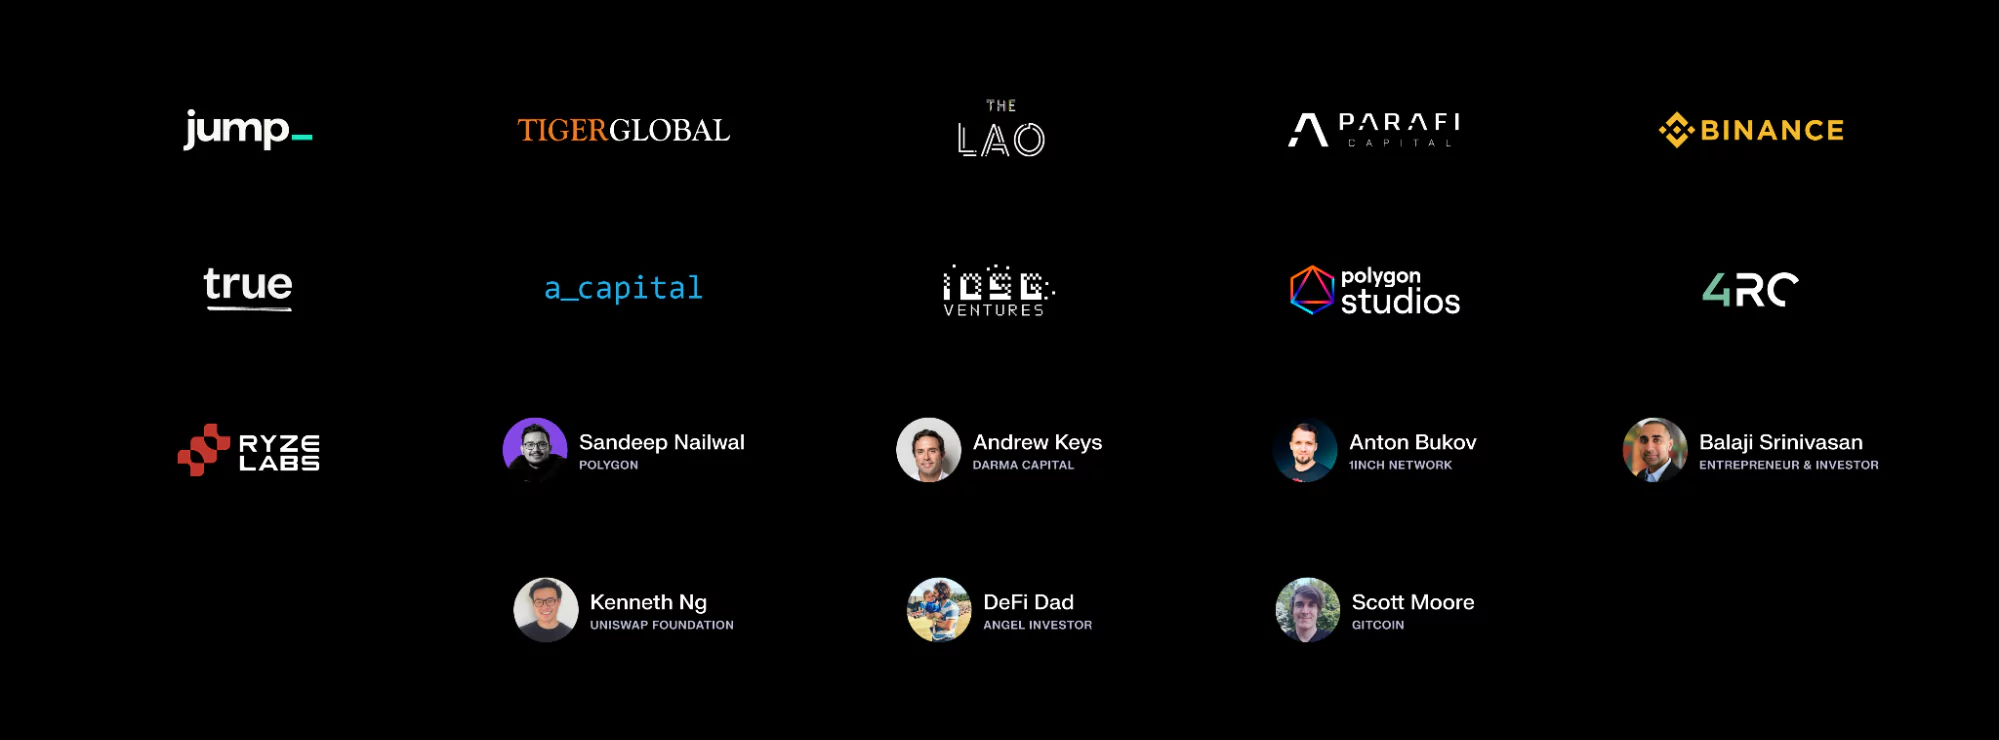 jump_
TIGERGLOBAL
THE
LAO
PARAFI
CAPITAL
BINANCE
true
a_capital
IOSG
VENTURES
polygon
studios
4RC
RYZE
LABS
Sandeep Nailwal
POLYGON
Andrew Keys
DARMA CAPITAL
Anton Bukov
1INCH NETWORK
Balaji Srinivasan
ENTREPRENEUR & INVESTOR
Kenneth Ng
UNISWAP FOUNDATION
DeFi Dad
ANGEL INVESTOR
Scott Moore
GITCOIN